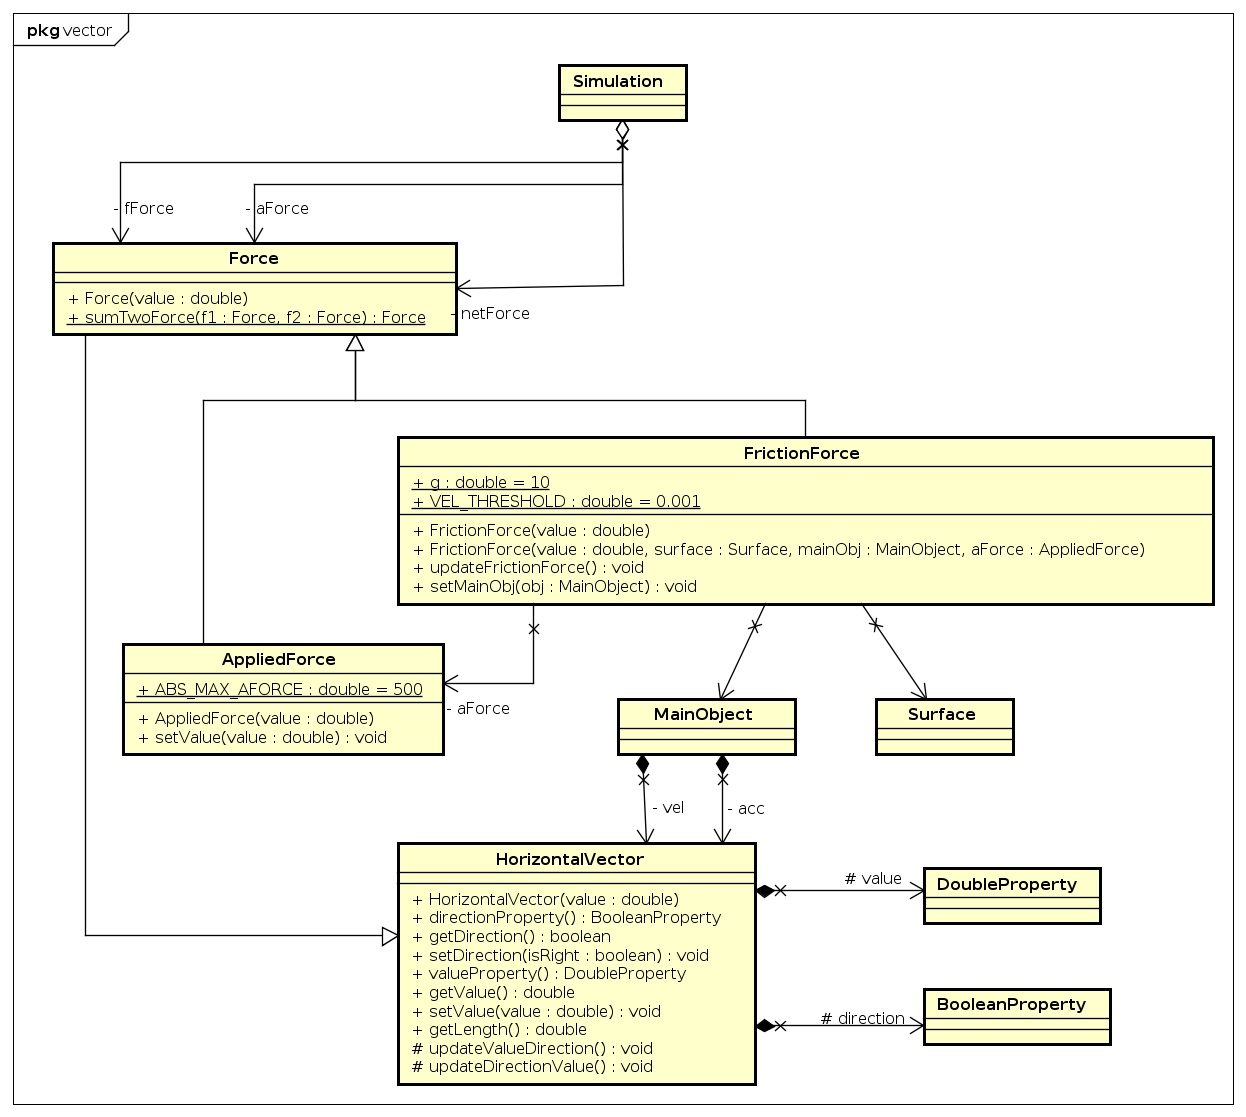 pkg vector
Simulation
- fForce
- aForce
Force
+ Force(value : double)
+ sumTwoForce(f1 : Force, f2 : Force) : Force
- netForce
FrictionForce
+ g : double = 10
+ VEL_THRESHOLD : double = 0.001
+ FrictionForce(value : double)
+ FrictionForce(value : double, surface : Surface, mainObj : MainObject, aForce : AppliedForce)
+ updateFrictionForce() : void
+ setMainObj(obj : MainObject) : void
AppliedForce
+ ABS_MAX_AFORCE : double = 500
+ AppliedForce(value : double)
+ setValue(value : double) : void
- aForce
MainObject
Surface
- vel
- acc
HorizontalVector
+ HorizontalVector(value : double)
+ directionProperty() : BooleanProperty
+ getDirection() : boolean
+ setDirection(isRight : boolean) : void
+ valueProperty() : DoubleProperty
+ getValue() : double
+ setValue(value : double) : void
+ getLength() : double
# updateValueDirection() : void
# updateDirectionValue() : void
# value
DoubleProperty
# direction
BooleanProperty